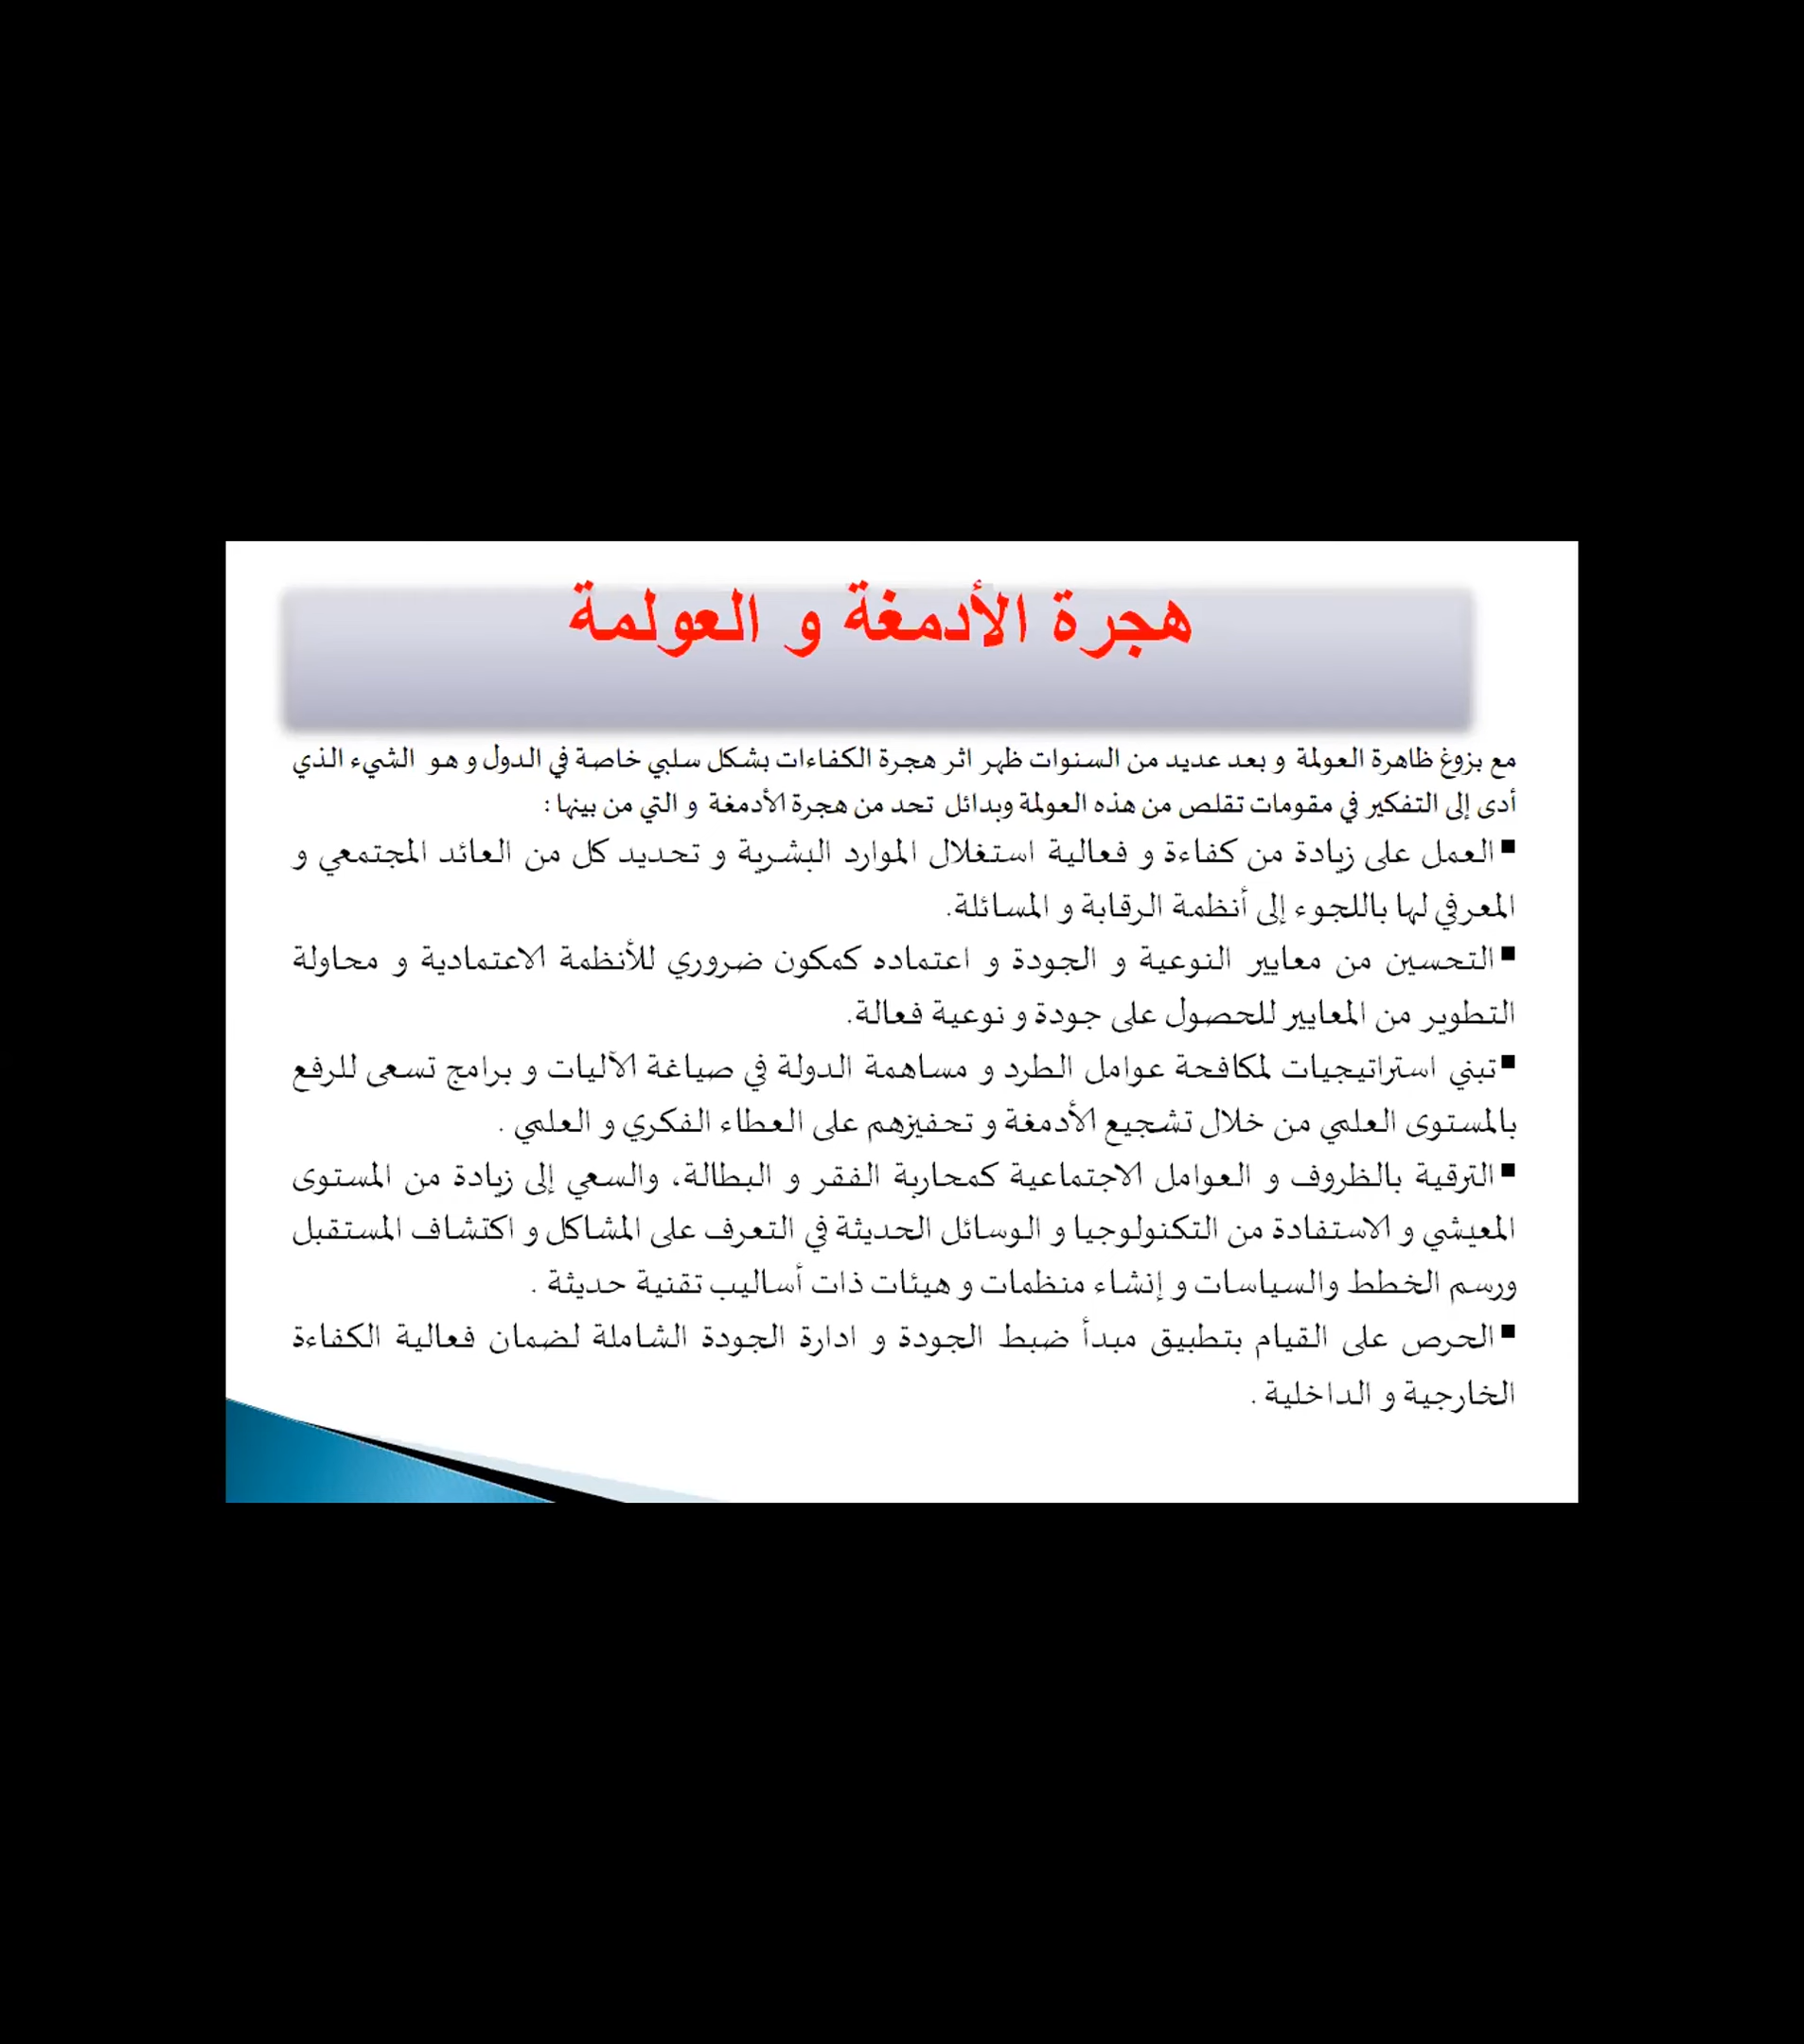 هجرة الأدمغة و العولمة
مع بزوغ ظاهرة العولمة و بعد عديد من السنوات ظهر اثر هجرة الكفاءات بشكل سلبي خاصة في الدول و هو الشيء الذي
أدى إلى التفكير في مقومات تقلص من هذه العولمة وبدائل تحد من هجرة الأدمغة و التي من بينها :
▪العمل على زيادة من كفاءة و فعالية استغلال الموارد البشرية و تحديد كل من العائد المجتمعي و
المعرفي لها باللجوء إلى أنظمة الرقابة و المسائلة.
▪التحسين من معايير النوعية و الجودة و اعتماده كمكون ضروري للأنظمة الاعتمادية و محاولة
التطوير من المعايير للحصول على جودة و نوعية فعالة.
▪تبني استراتيجيات لمكافحة عوامل الطرد و مساهمة الدولة في صياغة الآليات و برامج تسعى للرفع
بالمستوى العلمي من خلال تشجيع الأدمغة و تحفيزهم على العطاء الفكري و العلمي .
▪الترقية بالظروف و العوامل الاجتماعية كمحاربة الفقر و البطالة، والسعي إلى زيادة من المستوى
المعيشي و الاستفادة من التكنولوجيا و الوسائل الحديثة في التعرف على المشاكل و اكتشاف المستقبل
ورسم الخطط والسياسات و إنشاء منظمات و هيئات ذات أساليب تقنية حديثة .
▪الحرص على القيام بتطبيق مبدأ ضبط الجودة و ادارة الجودة الشاملة لضمان فعالية الكفاءة
الخارجية و الداخلية .